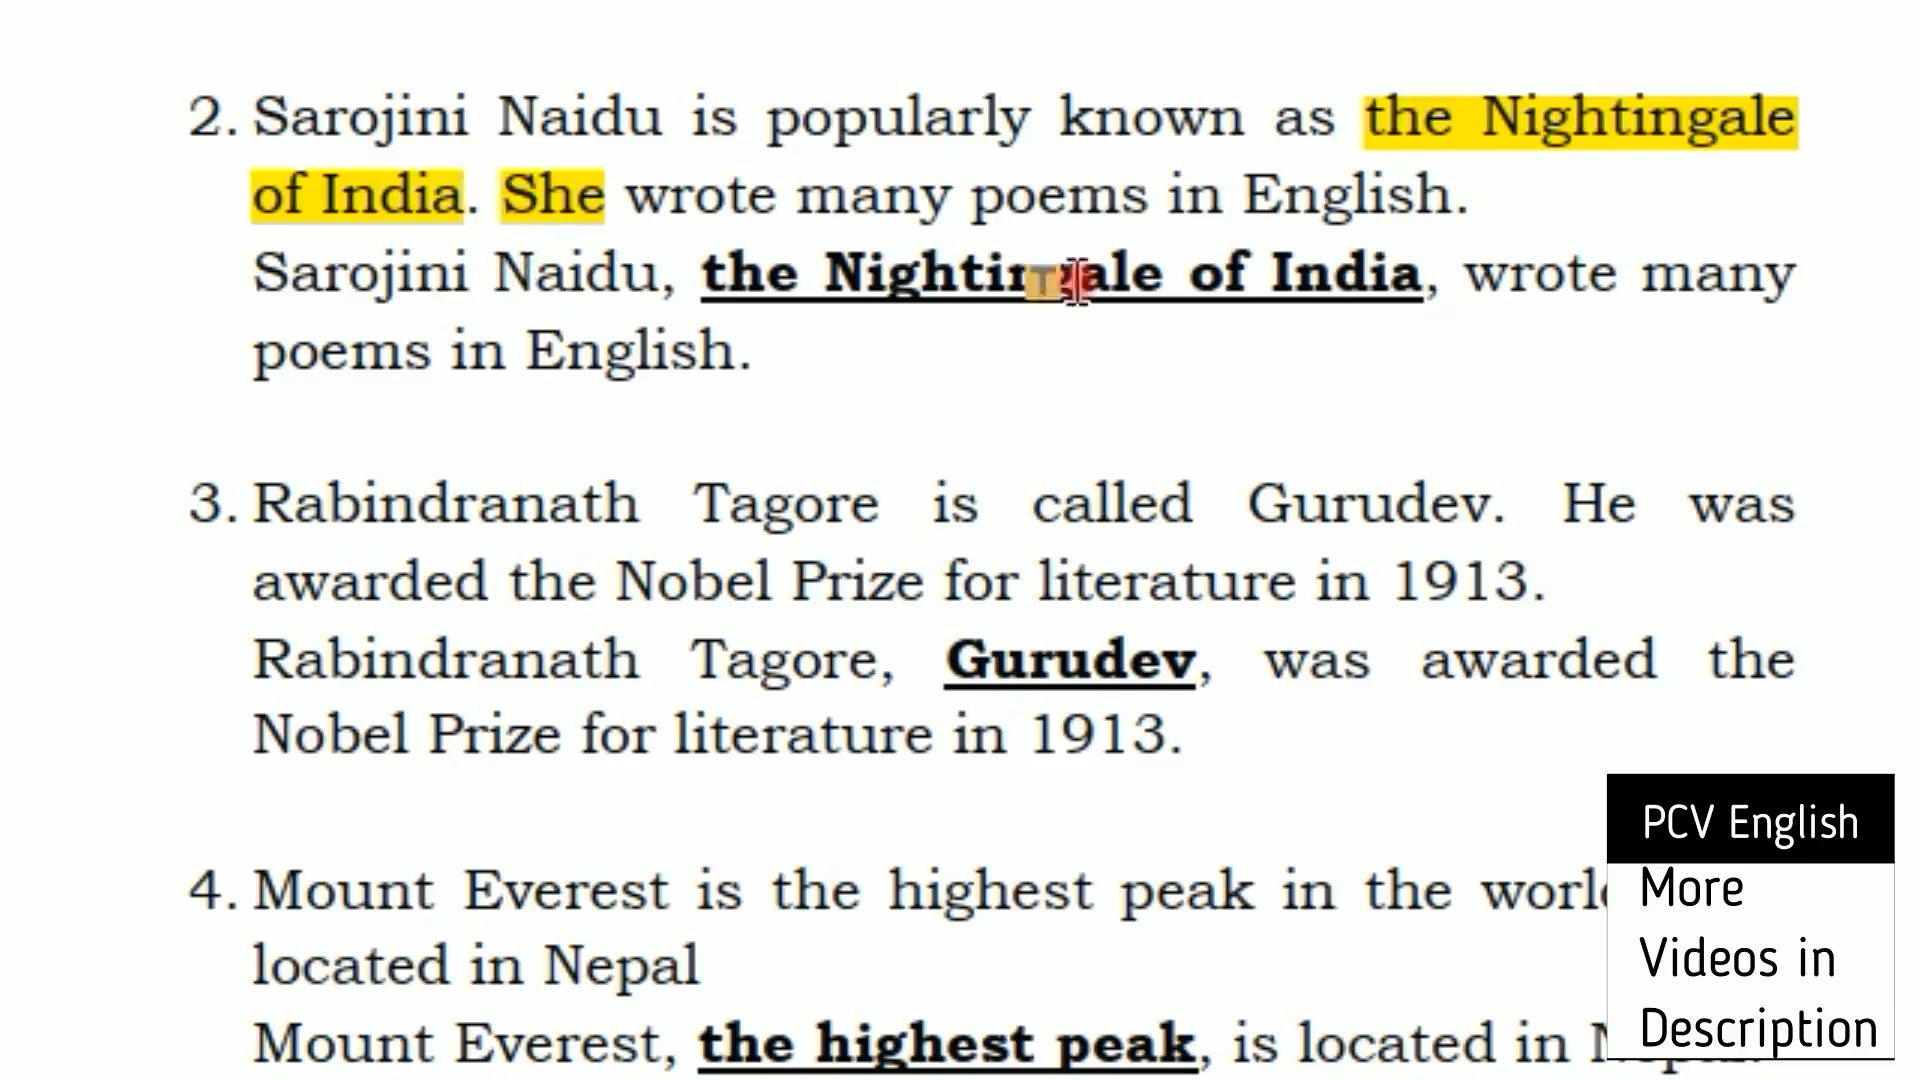 2. Sarojini Naidu is popularly known as the Nightingale
of India. She wrote many poems in English.
Sarojini Naidu, the Nightingale of India, wrote many
poems in English.
3. Rabindranath Tagore is called Gurudev. He was
awarded the Nobel Prize for literature in 1913.
Rabindranath Tagore, Gurudev, was awarded the
Nobel Prize for literature in 1913.
4. Mount Everest is the highest peak in the
located in Nepal
Mount Everest, the highest peak, is located in
PCV English
More
Videos in
Description